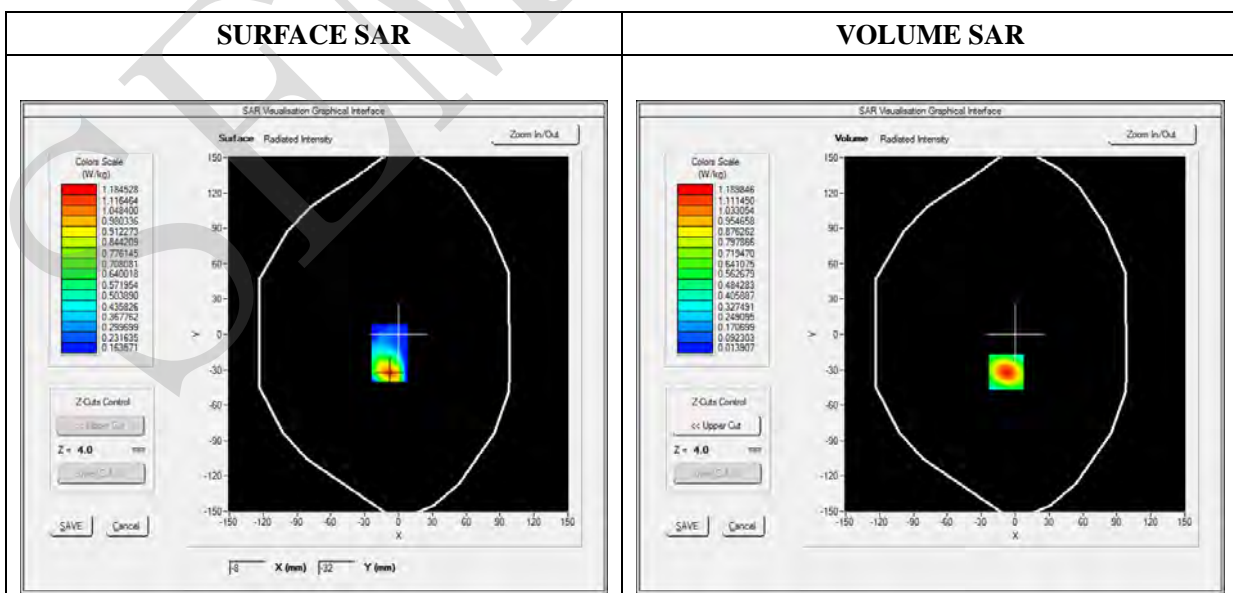 SURFACE SAR
VOLUME SAR
SAR Visualisation Graphical Interface
Surface Radiated Intensity
Zoom In/Out
Colors Scale
(W/kg)
1.184528
1.116464
1.048400
0.980336
0.912273
0.844209
0.776145
0.708081
0.640018
0.571954
0.503890
0.435826
0.367762
0.299699
0.231635
0.163571
150
120
90
60
30
0
-30
-60
-90
-120
-150
Y
-150 -120 -90 -60 -30 0 30 60 90 120 150
X
Z-Cuts Control
<< Upper Cut
Z = 4.0 mm
SAVE Cancel
-8 X (mm) -32 Y (mm)
SAR Visualisation Graphical Interface
Volume Radiated Intensity
Zoom In/Out
Colors Scale
(W/kg)
1.189846
1.111450
1.033054
0.954658
0.876262
0.797866
0.719470
0.641075
0.562679
0.484283
0.405887
0.327491
0.249095
0.170699
0.092303
0.013907
150
120
90
60
30
0
-30
-60
-90
-120
-150
Y
-150 -120 -90 -60 -30 0 30 60 90 120 150
X
Z-Cuts Control
<< Upper Cut
Z = 4.0 mm
SAVE Cancel